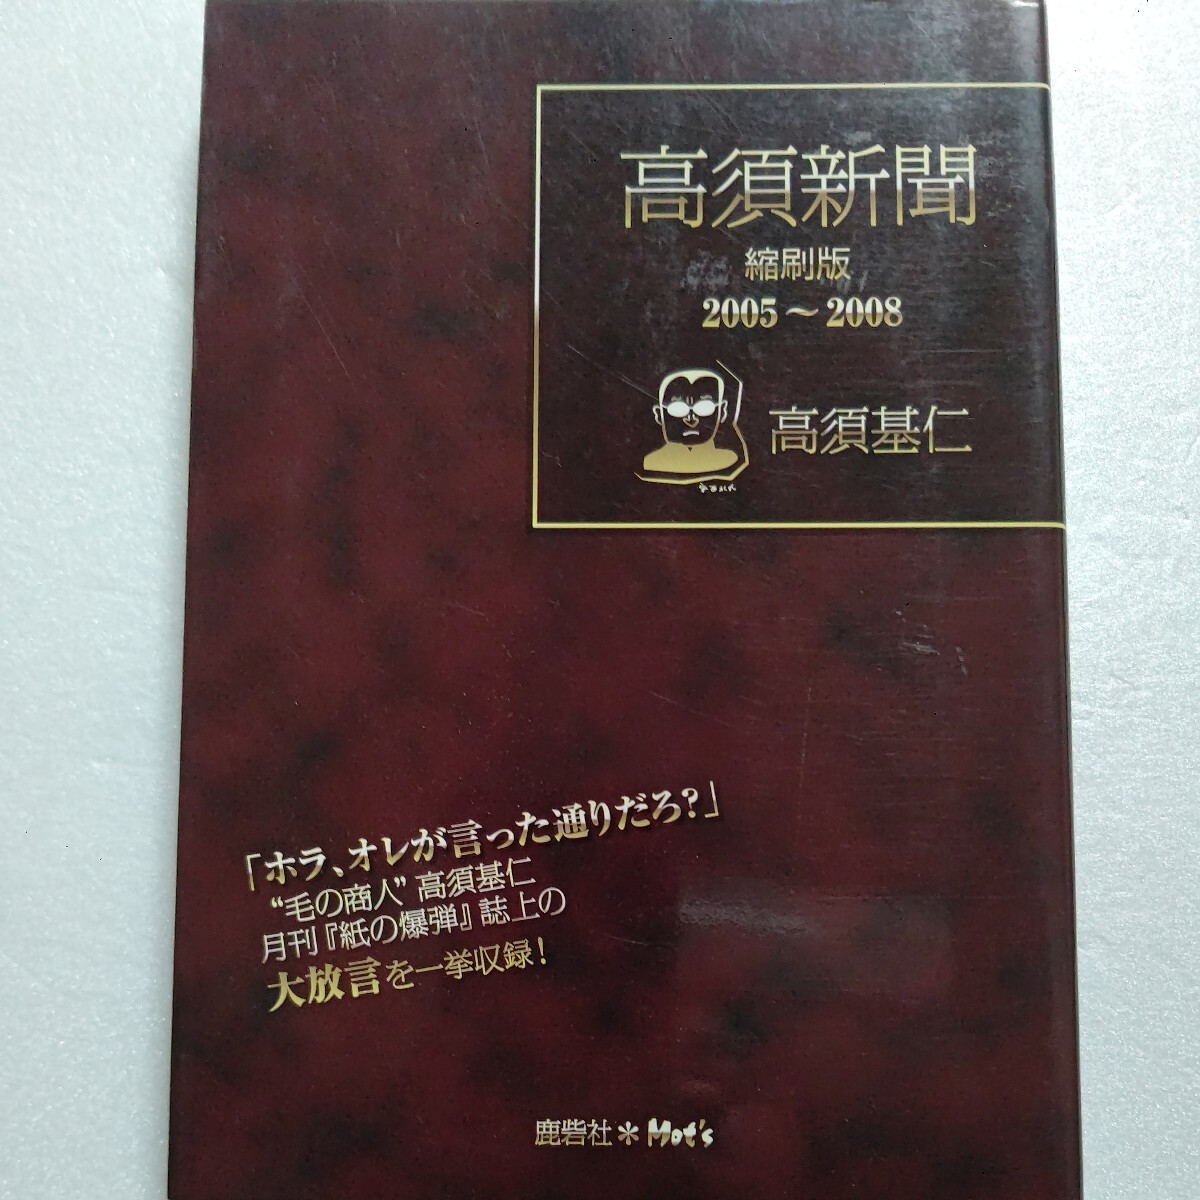 高須新聞
縮刷版
2005～2008
高須基仁
「ホラ、オレが言った通りだろ？」
“毛の商人”高須基仁
月刊『紙の爆弾』誌上の
大放言を一挙収録！
鹿砦社＊Mot's